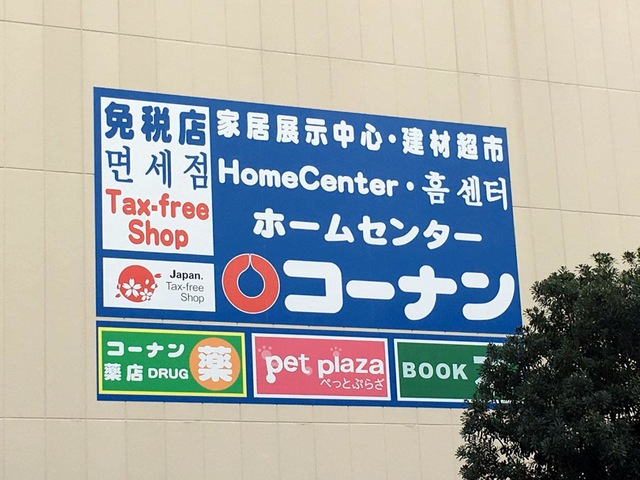 免税店
면세점
Tax-free
Shop
Japan.
Tax-free
Shop
家居展示中心・建材超市
HomeCenter・홈센터
ホームセンター
コーナン
コーナン
薬店 DRUG
薬
pet plaza
ぺっとぷらざ
BOOK